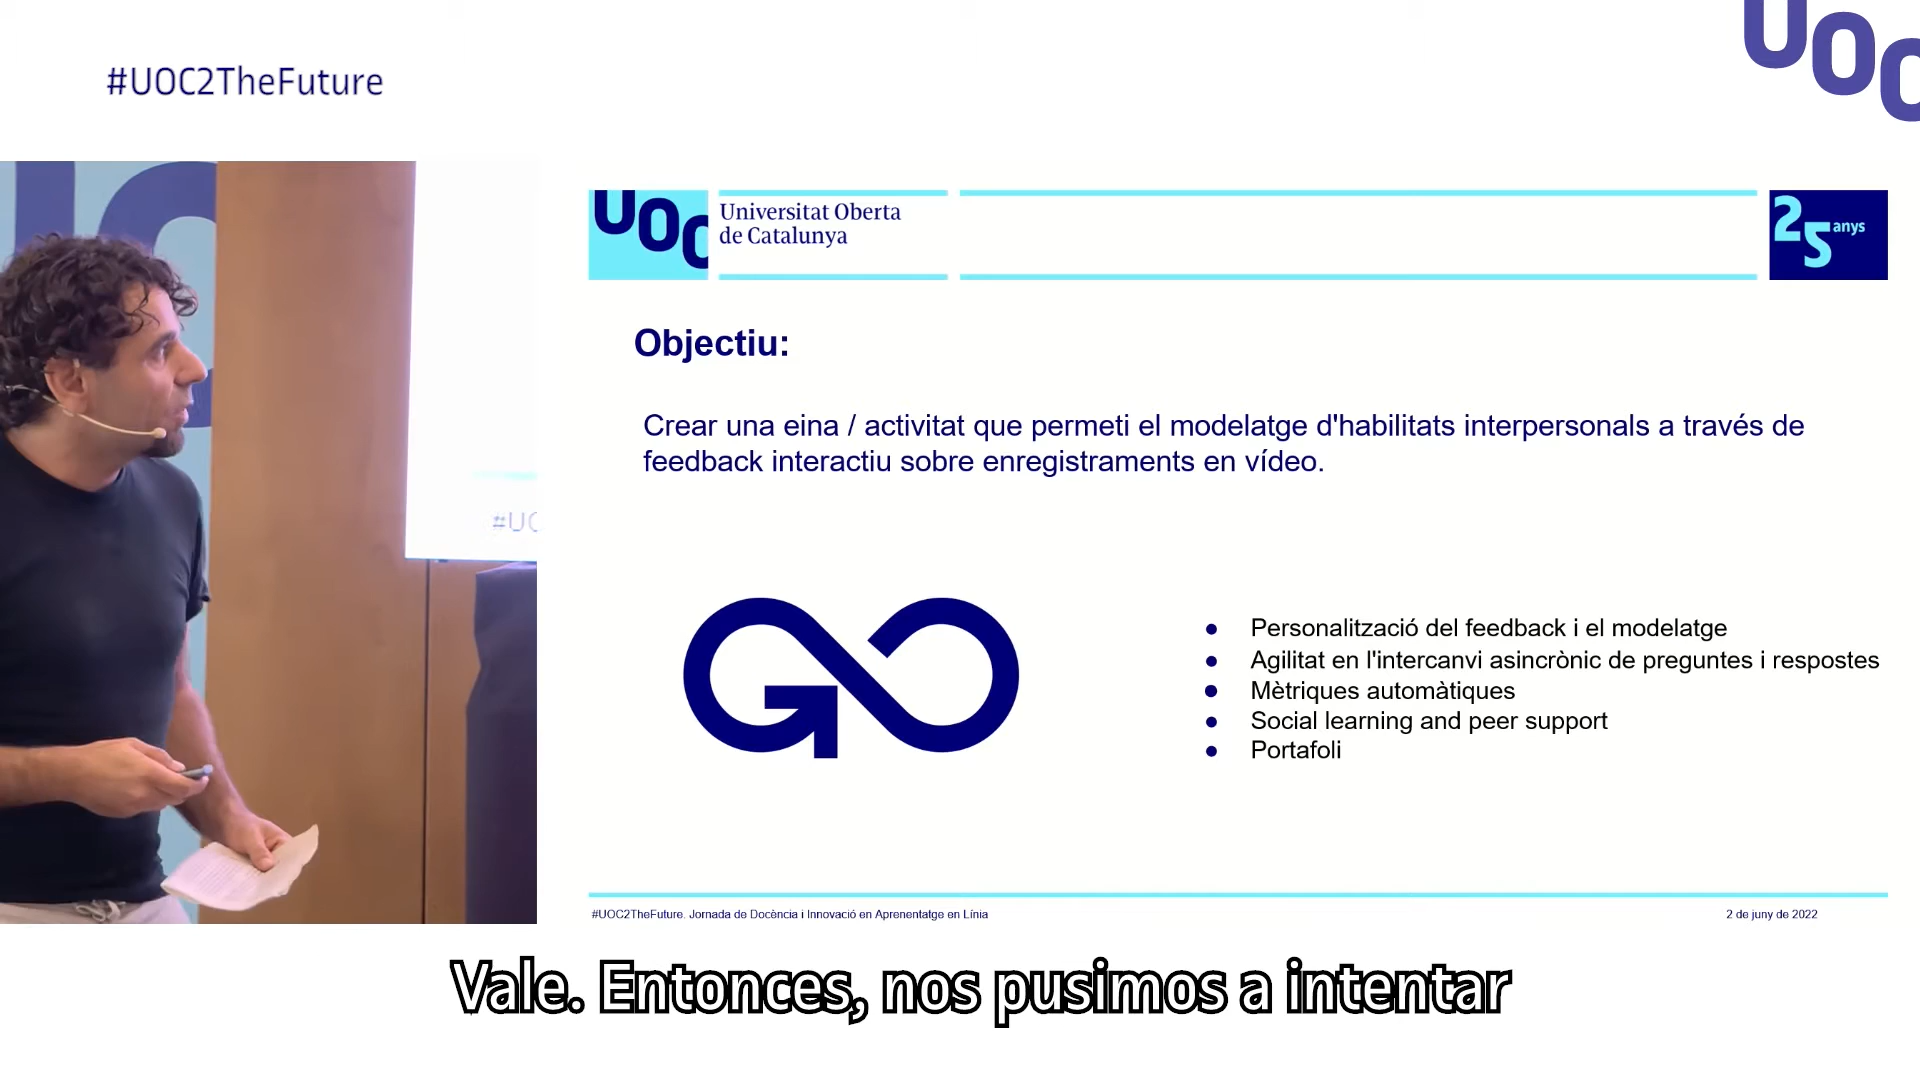 #UOC2TheFuture
UOC
UOC
Universitat Oberta
de Catalunya
25 anys
Objectiu:
Crear una eina / activitat que permeti el modelatge d'habilitats interpersonals a través de
feedback interactiu sobre enregistraments en vídeo.
#UO
GO
● Personalització del feedback i el modelatge
● Agilitat en l'intercanvi asincrònic de preguntes i respostes
● Mètriques automàtiques
● Social learning and peer support
● Portafoli
#UOC2TheFuture. Jornada de Docència i Innovació en Aprenentatge en Línia
2 de juny de 2022
Vale. Entonces, nos pusimos a intentar